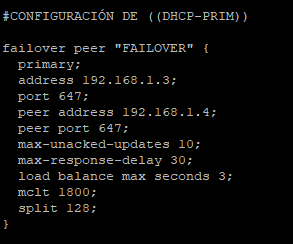 #CONFIGURACIÓN DE ((DHCP-PRIM))

failover peer "FAILOVER" {
  primary;
  address 192.168.1.3;
  port 647;
  peer address 192.168.1.4;
  peer port 647;
  max-unacked-updates 10;
  max-response-delay 30;
  load balance max seconds 3;
  mclt 1800;
  split 128;
}